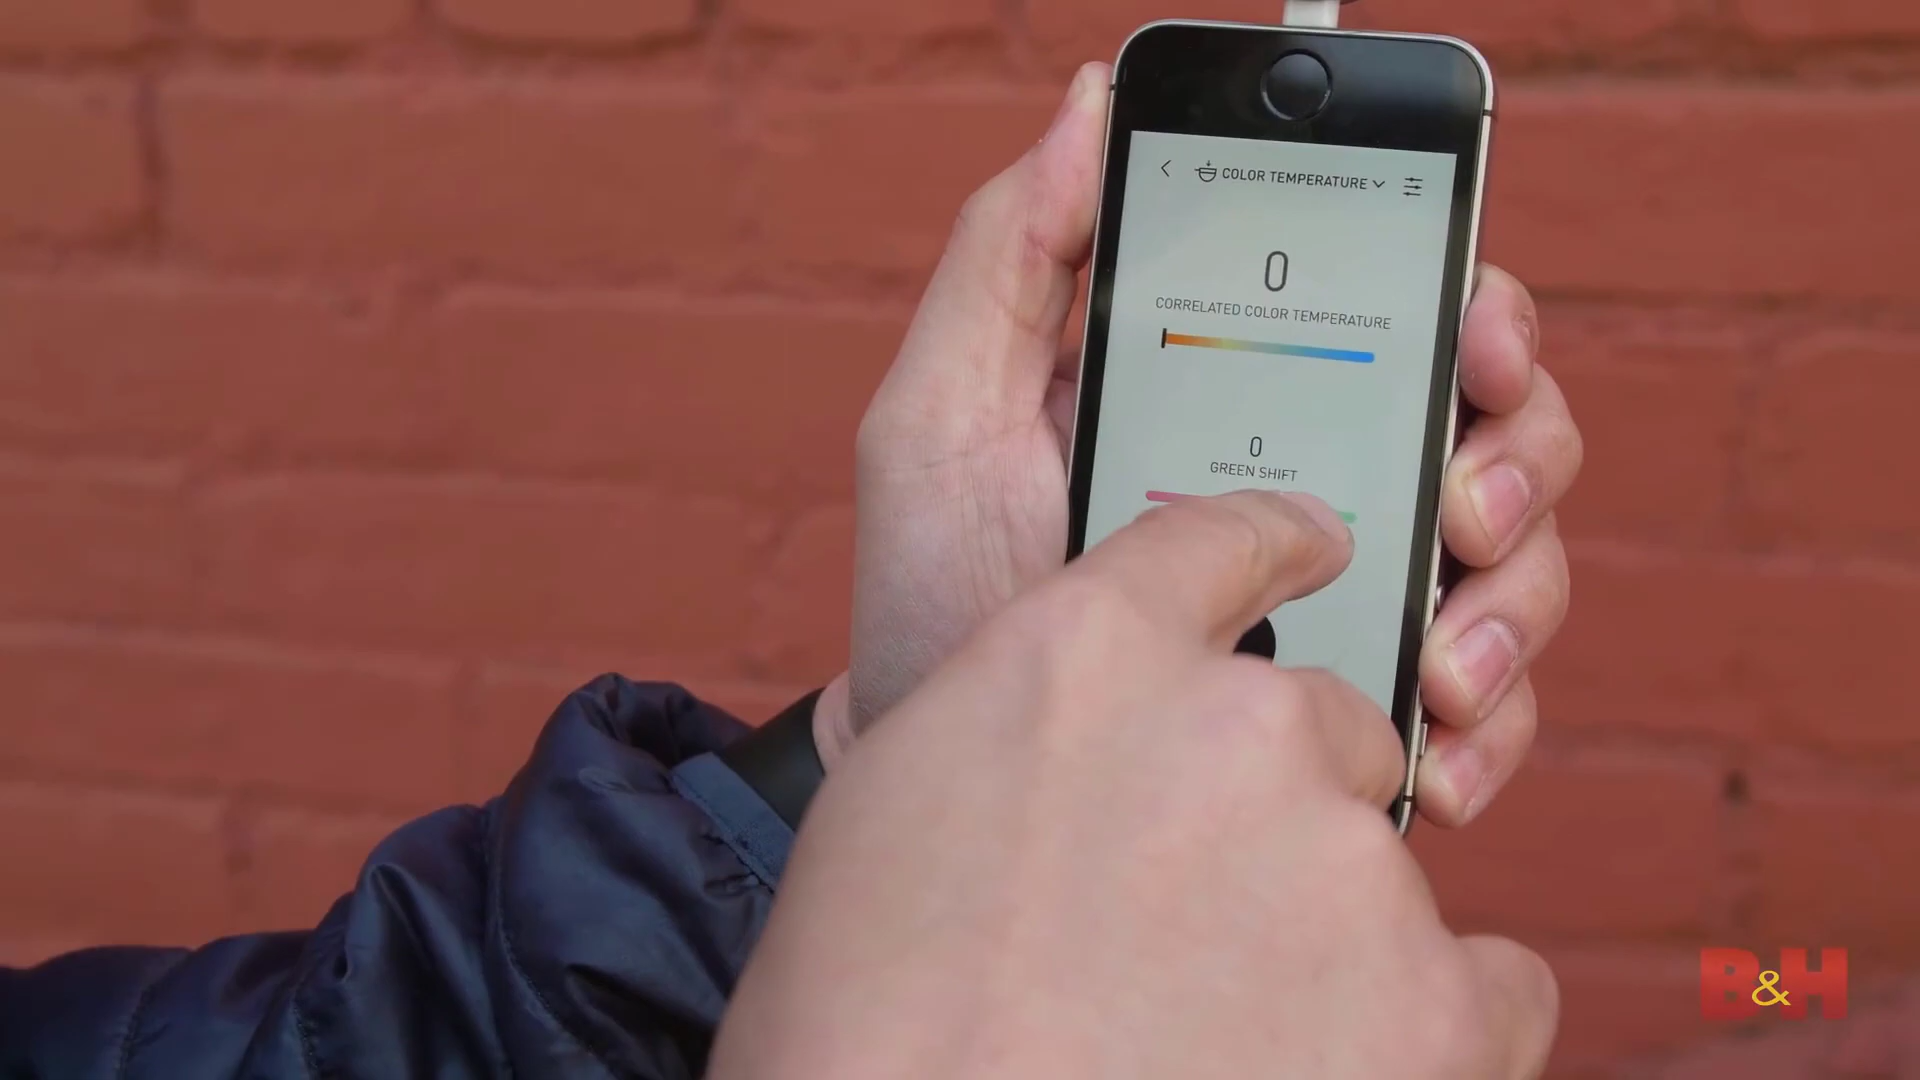 COLOR TEMPERATURE
0
CORRELATED COLOR TEMPERATURE
0
GREEN SHIFT
B&H